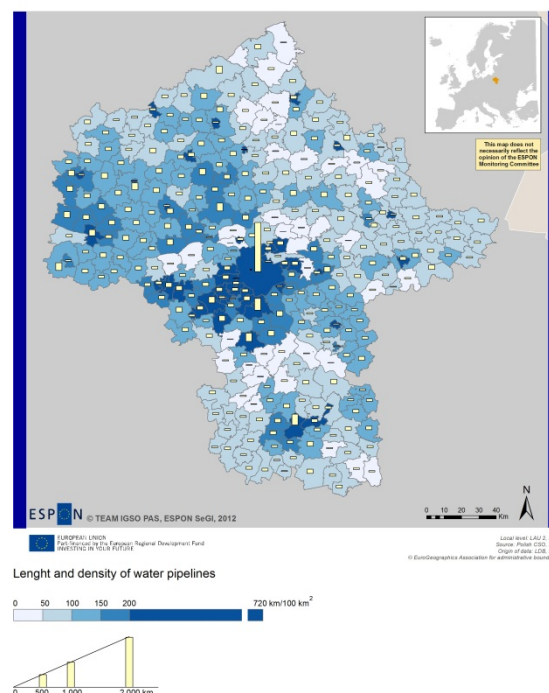 This map does not
necessarily reflect the
opinion of the ESPON
Monitoring Committee
ESPON © TEAM IGSO PAS, ESPON SeGI, 2012
0 10 20 30 40
Km
N
EUROPEAN UNION
Part-financed by the European Regional Development Fund
INVESTING IN YOUR FUTURE
Local level: LAU 2,
Source: Polish CSO,
Origin of data: LDB,
© EuroGeographics Association for administrative bound
Lenght and density of water pipelines
0 50 100 150 200 720 km/100 km²
0 500 1 000 2 000 km